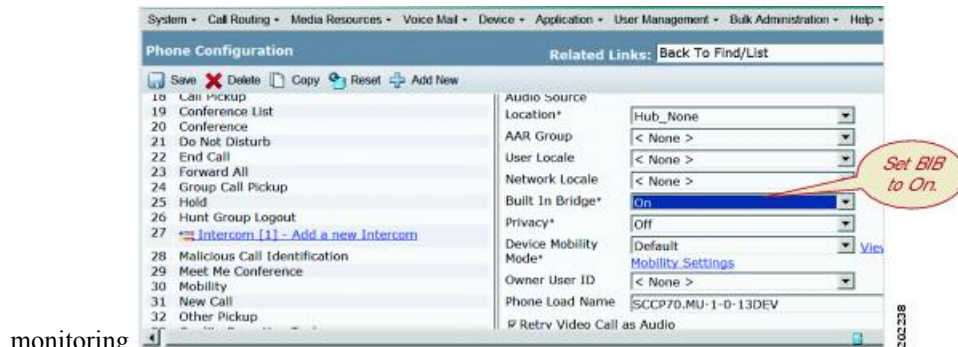 System Call Routing Media Resources Voice Mail Device Application User Management Bulk Administration Help
Phone Configuration
Related Links: Back To Find/List
Save Delete Copy Reset Add New
18 Call Pickup
19 Conference List
20 Conference
21 Do Not Disturb
22 End Call
23 Forward All
24 Group Call Pickup
25 Hold
26 Hunt Group Logout
27 Intercom [1] - Add a new Intercom
28 Malicious Call Identification
29 Meet Me Conference
30 Mobility
31 New Call
32 Other Pickup
Audio Source
Location* Hub_None
AAR Group < None >
User Locale < None >
Network Locale < None >
Built In Bridge* On
Privacy* Off
Device Mobility Mode* Default
Mobility Settings
Owner User ID < None >
Phone Load Name SCCP70.MU-1-0-13DEV
Retry Video Call as Audio
Set BIB
to On.
202238
monitoring